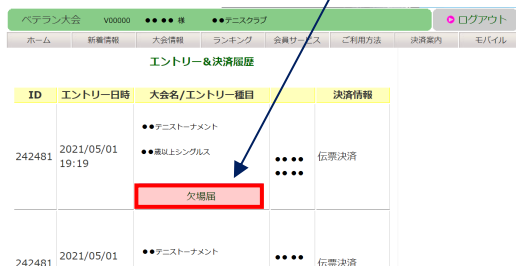 ベテラン大会 V00000 ●●●● 様 ●●テニスクラブ ログアウト
ホーム 新着情報 大会情報 ランキング 会員サービス ご利用方法 決済案内 モバイル
エントリー&決済履歴
ID エントリー日時 大会名/エントリー種目 決済情報
●●テニストーナメント
242481 2021/05/01 19:19 ●●歳以上シングルス ●●●● ●●●● 伝票決済
欠場届
242481 2021/05/01 ●●テニストーナメント ●●●● 伝票決済